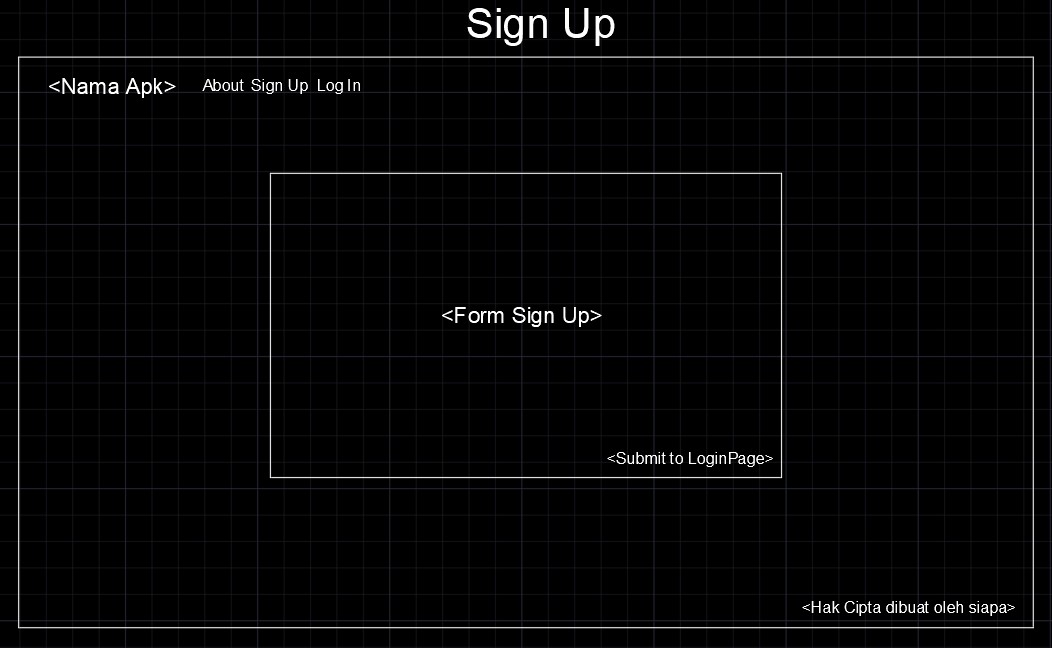 Sign Up
<Nama Apk> About Sign Up Log In
<Form Sign Up>
<Submit to LoginPage>
<Hak Cipta dibuat oleh siapa>